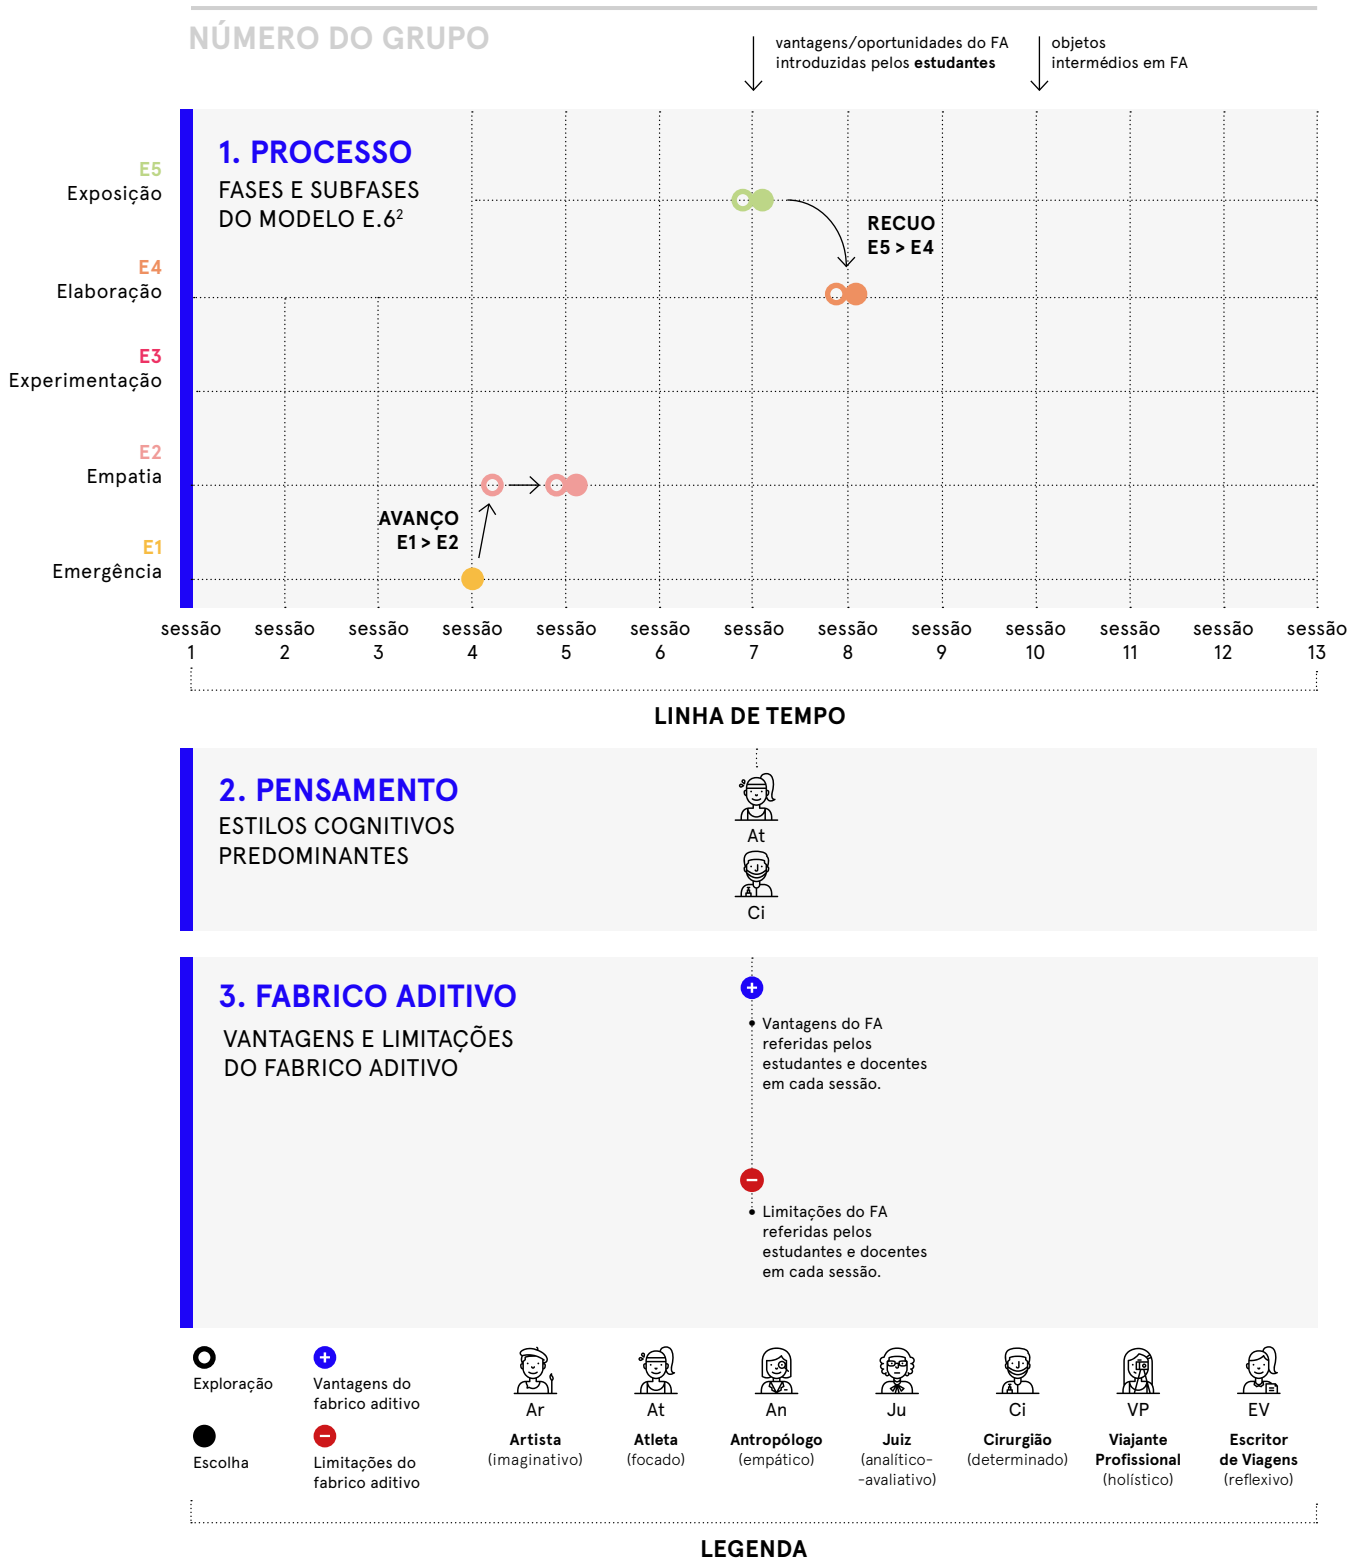 NÚMERO DO GRUPO
vantagens/oportunidades do FA
introduzidas pelos estudantes
objetos
intermédios em FA
1. PROCESSO
FASES E SUBFASES
DO MODELO E.6²
E5
Exposição
E4
Elaboração
E3
Experimentação
E2
Empatia
E1
Emergência
RECUO
E5 > E4
AVANÇO
E1 > E2
sessão
1
sessão
2
sessão
3
sessão
4
sessão
5
sessão
6
sessão
7
sessão
8
sessão
9
sessão
10
sessão
11
sessão
12
sessão
13
LINHA DE TEMPO
2. PENSAMENTO
ESTILOS COGNITIVOS
PREDOMINANTES
At
Ci
3. FABRICO ADITIVO
VANTAGENS E LIMITAÇÕES
DO FABRICO ADITIVO
Vantagens do FA
referidas pelos
estudantes e docentes
em cada sessão.
Limitações do FA
referidas pelos
estudantes e docentes
em cada sessão.
Exploração
Escolha
Vantagens do
fabrico aditivo
Limitações do
fabrico aditivo
Ar
Artista
(imaginativo)
At
Atleta
(focado)
An
Antropólogo
(empático)
Ju
Juiz
(analítico-
-avaliativo)
Ci
Cirurgião
(determinado)
VP
Viajante
Profissional
(holístico)
EV
Escritor
de Viagens
(reflexivo)
LEGENDA